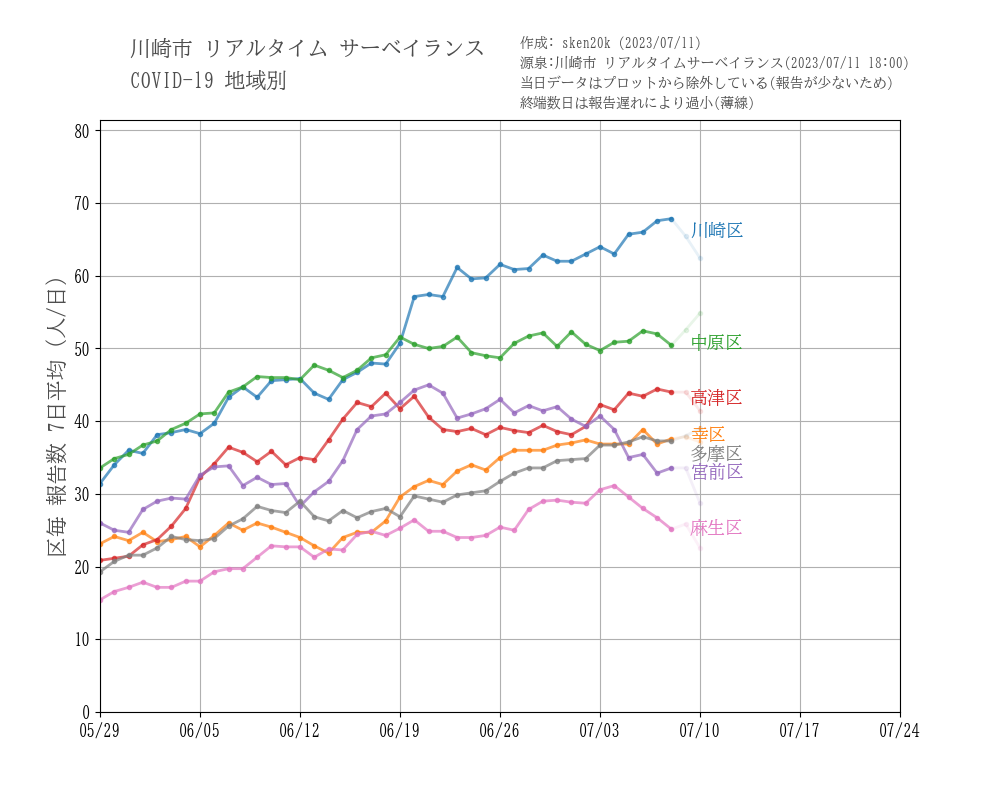 川崎市 リアルタイム サーベイランス
COVID-19 地域別
作成: sken20k (2023/07/11)
源泉:川崎市 リアルタイムサーベイランス(2023/07/11 18:00)
当日データはプロットから除外している(報告が少ないため)
終端数日は報告遅れにより過小(薄線)
区毎 報告数 7日平均 (人/日)
80
70
60
50
40
30
20
10
0
川崎区
中原区
高津区
幸区
多摩区
宮前区
麻生区
05/29
06/05
06/12
06/19
06/26
07/03
07/10
07/17
07/24